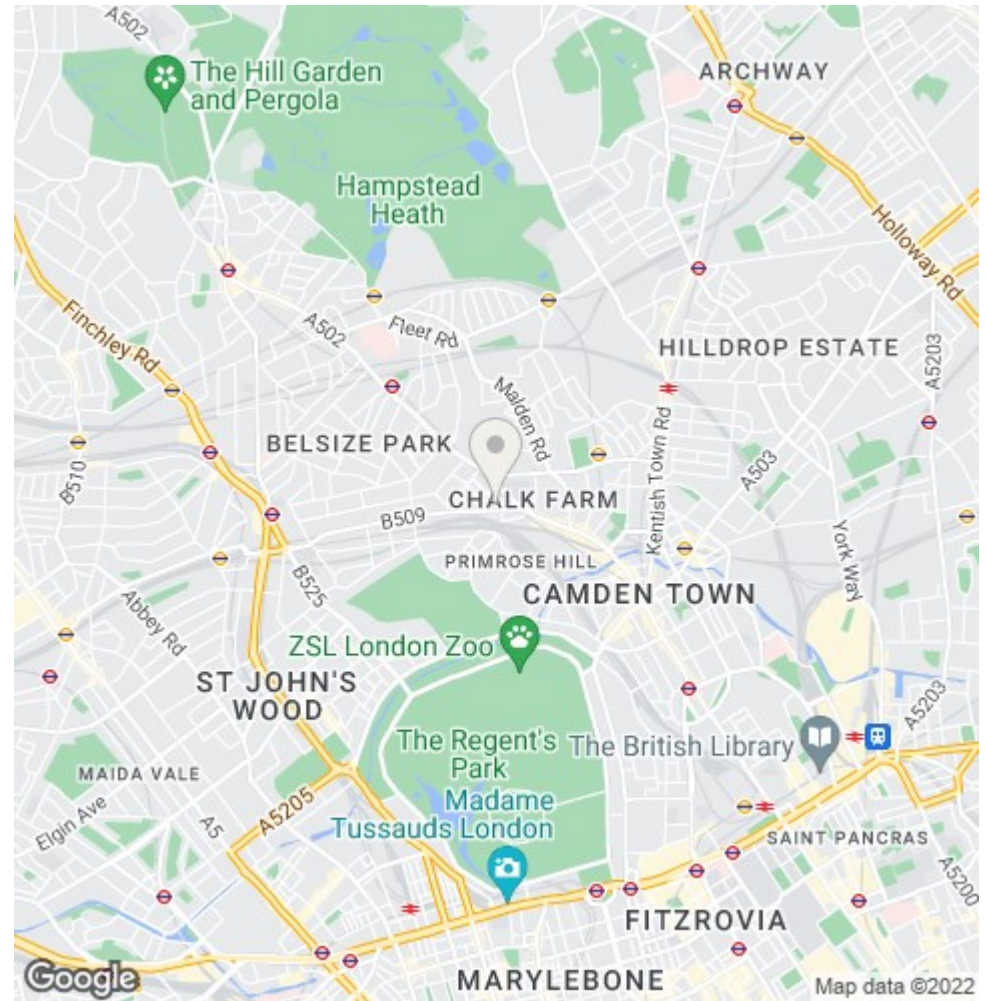 A502
The Hill Garden
and Pergola
ARCHWAY
Hampstead
Heath
Holloway Rd
Finchley Rd
A502
Fleet Rd
HILLDROP ESTATE
A5203
Malden Rd
BELSIZE PARK
Kentish Town Rd
A503
B510
CHALK FARM
B509
York Way
PRIMROSE HILL
B525
CAMDEN TOWN
Abbey Rd
ZSL London Zoo
ST JOHN'S
WOOD
A5203
The Regent's
Park
The British Library
MAIDA VALE
Madame
Tussauds London
Elgin Ave
A5
A5205
SAINT PANCRAS
A5200
FITZROVIA
MARYLEBONE
Google
Map data ©2022